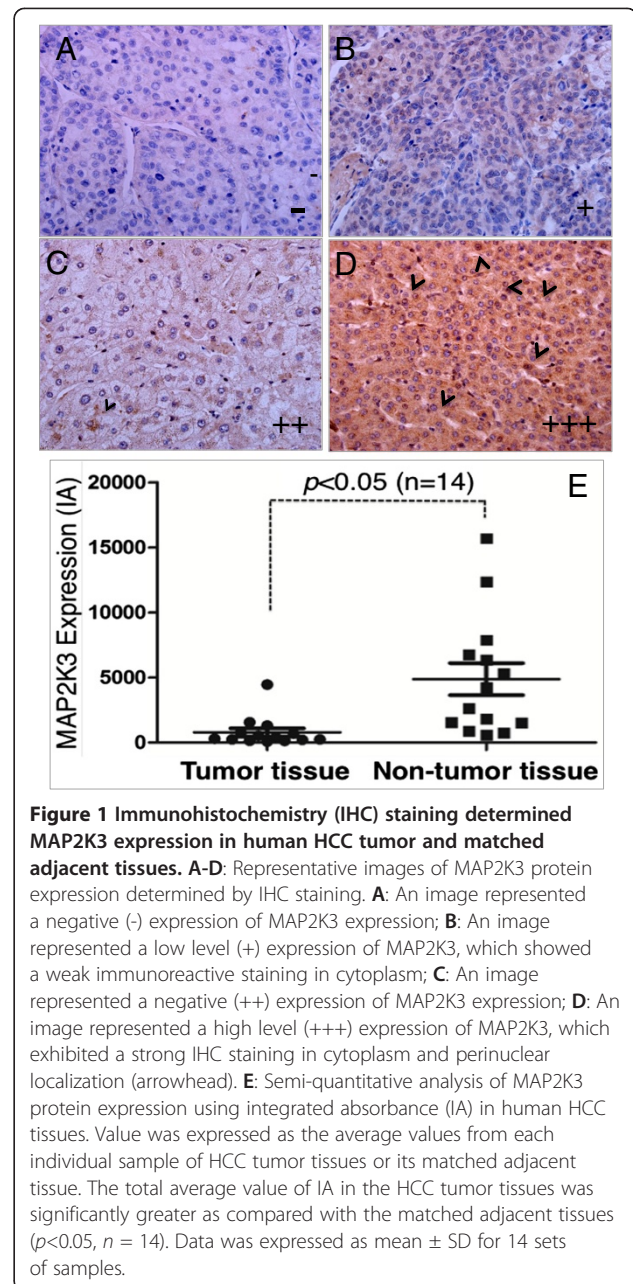 A
B
-
−
+
C
D
++
+++
E
p<0.05 (n=14)
MAP2K3 Expression (IA)
20000
15000
10000
5000
0
Tumor tissue Non-tumor tissue
Figure 1 Immunohistochemistry (IHC) staining determined
MAP2K3 expression in human HCC tumor and matched
adjacent tissues. A-D: Representative images of MAP2K3 protein
expression determined by IHC staining. A: An image represented
a negative (-) expression of MAP2K3 expression; B: An image
represented a low level (+) expression of MAP2K3, which showed
a weak immunoreactive staining in cytoplasm; C: An image
represented a negative (++) expression of MAP2K3 expression; D: An
image represented a high level (+++) expression of MAP2K3, which
exhibited a strong IHC staining in cytoplasm and perinuclear
localization (arrowhead). E: Semi-quantitative analysis of MAP2K3
protein expression using integrated absorbance (IA) in human HCC
tissues. Value was expressed as the average values from each
individual sample of HCC tumor tissues or its matched adjacent
tissue. The total average value of IA in the HCC tumor tissues was
significantly greater as compared with the matched adjacent tissues
(p<0.05, n = 14). Data was expressed as mean ± SD for 14 sets
of samples.